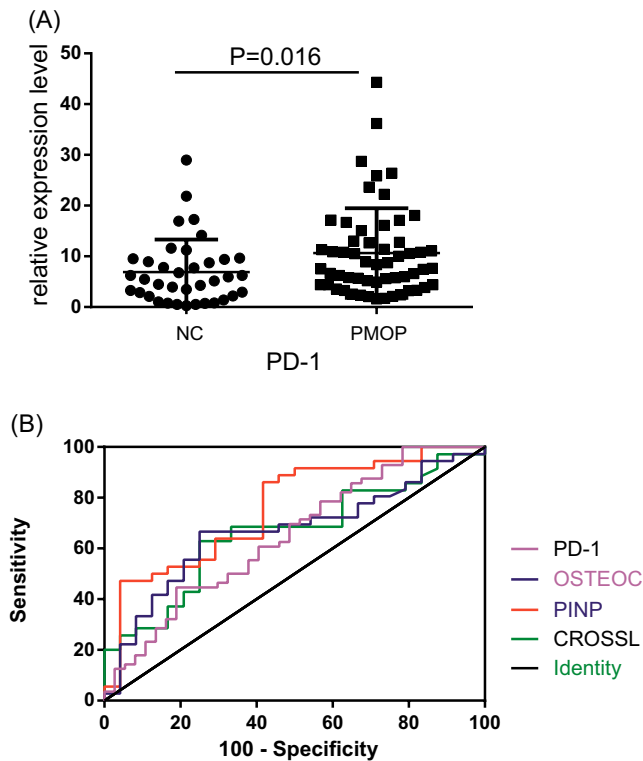 (A)
P=0.016
relative expression level
50
40
30
20
10
0
NC
PMOP
PD-1
(B)
Sensitivity
100
80
60
40
20
0
0
20
40
60
80
100
100 - Specificity
PD-1
OSTEOC
PINP
CROSSL
Identity